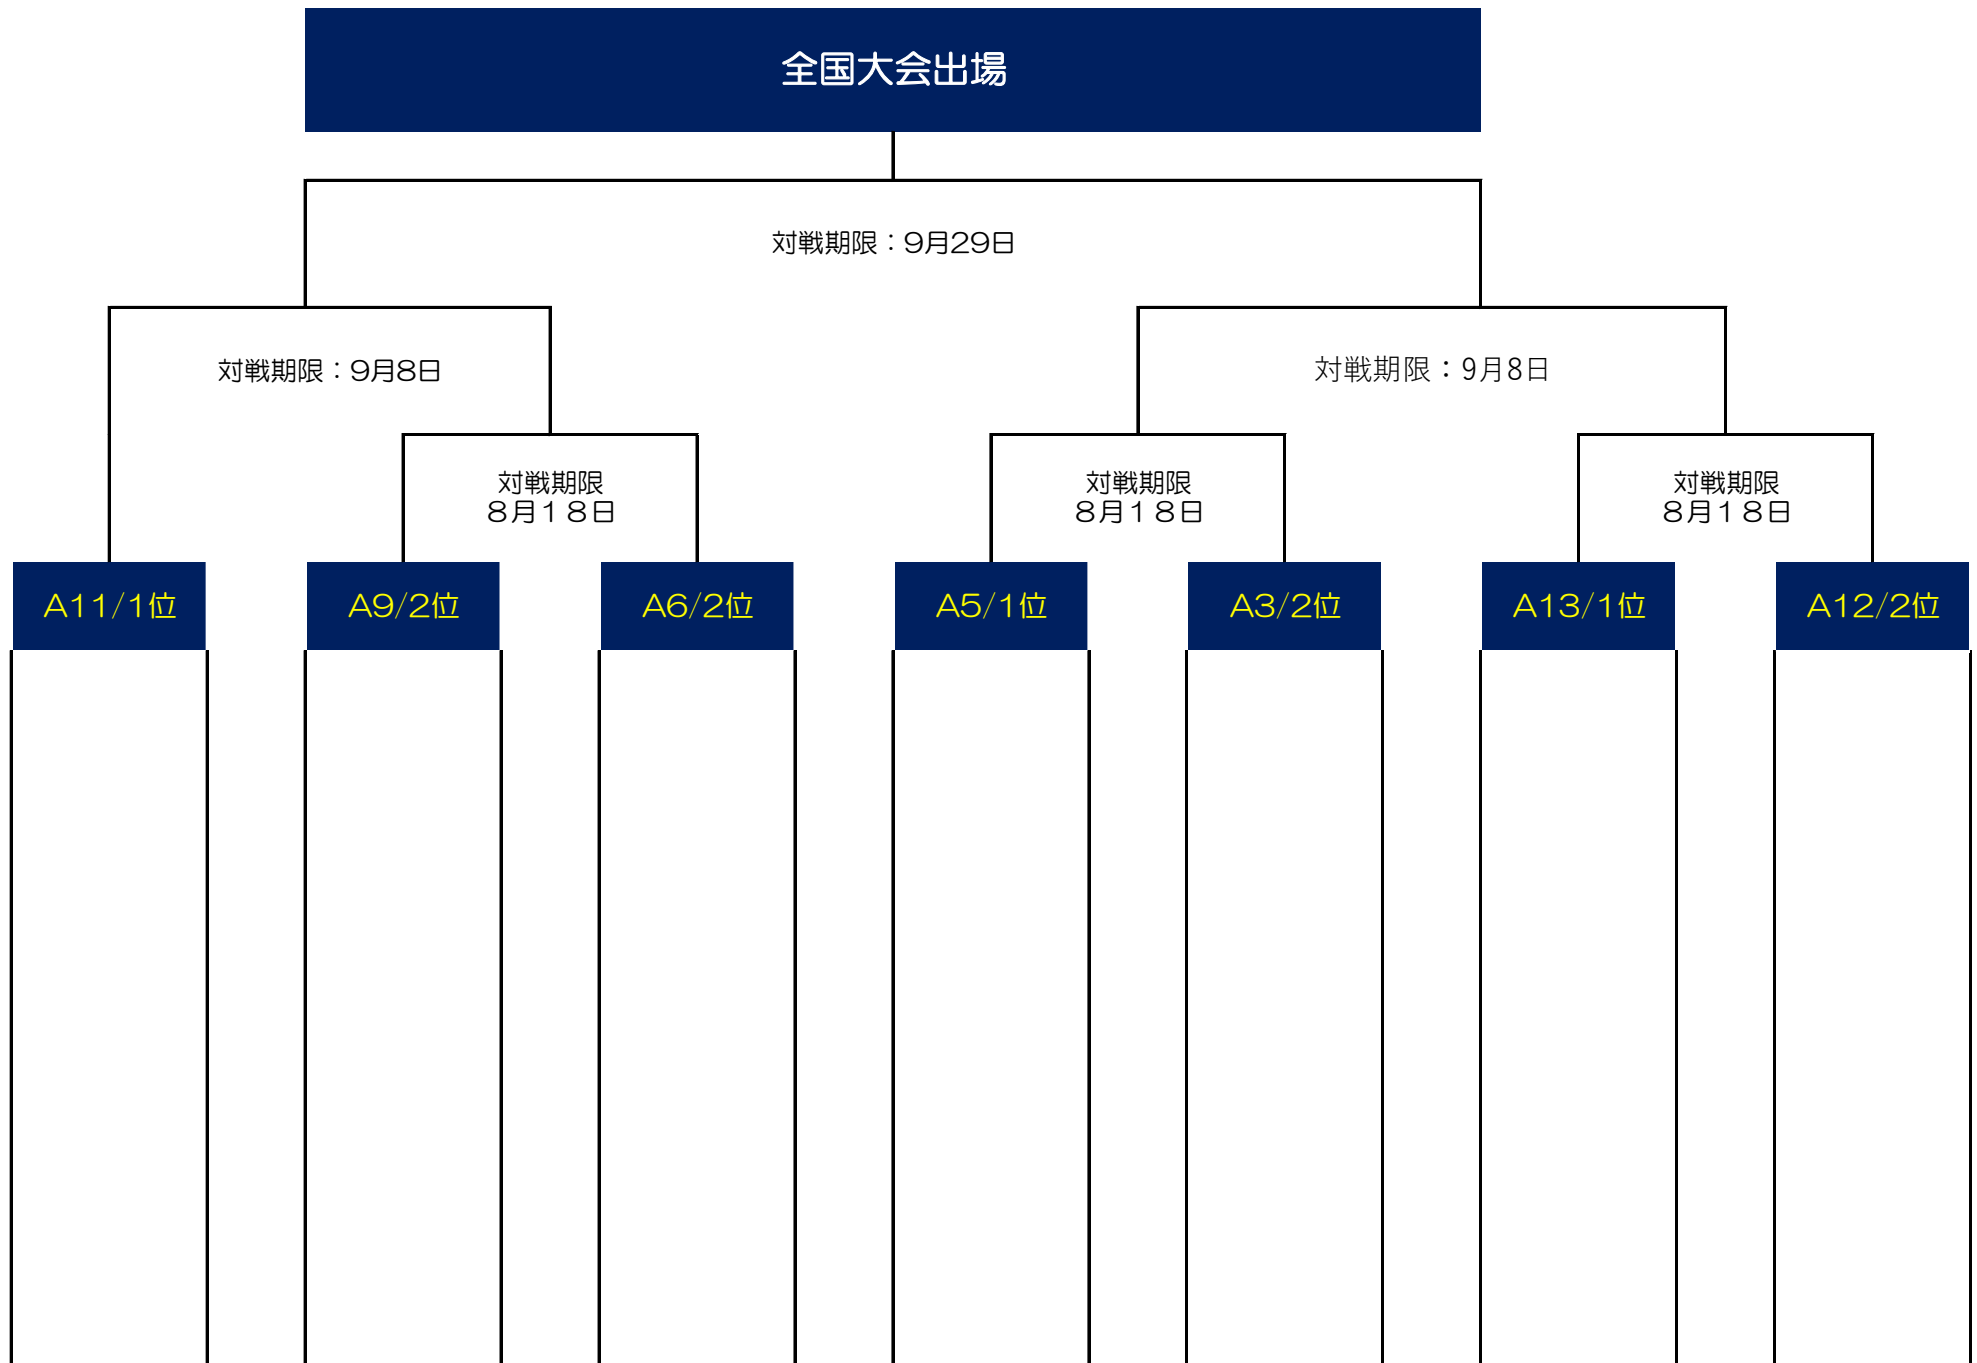 全国大会出場
対戦期限：9月29日
対戦期限：9月8日
対戦期限：9月8日
対戦期限
8月１８日
対戦期限
8月１８日
対戦期限
8月１８日
A11/1位
A9/2位
A6/2位
A5/1位
A3/2位
A13/1位
A12/2位